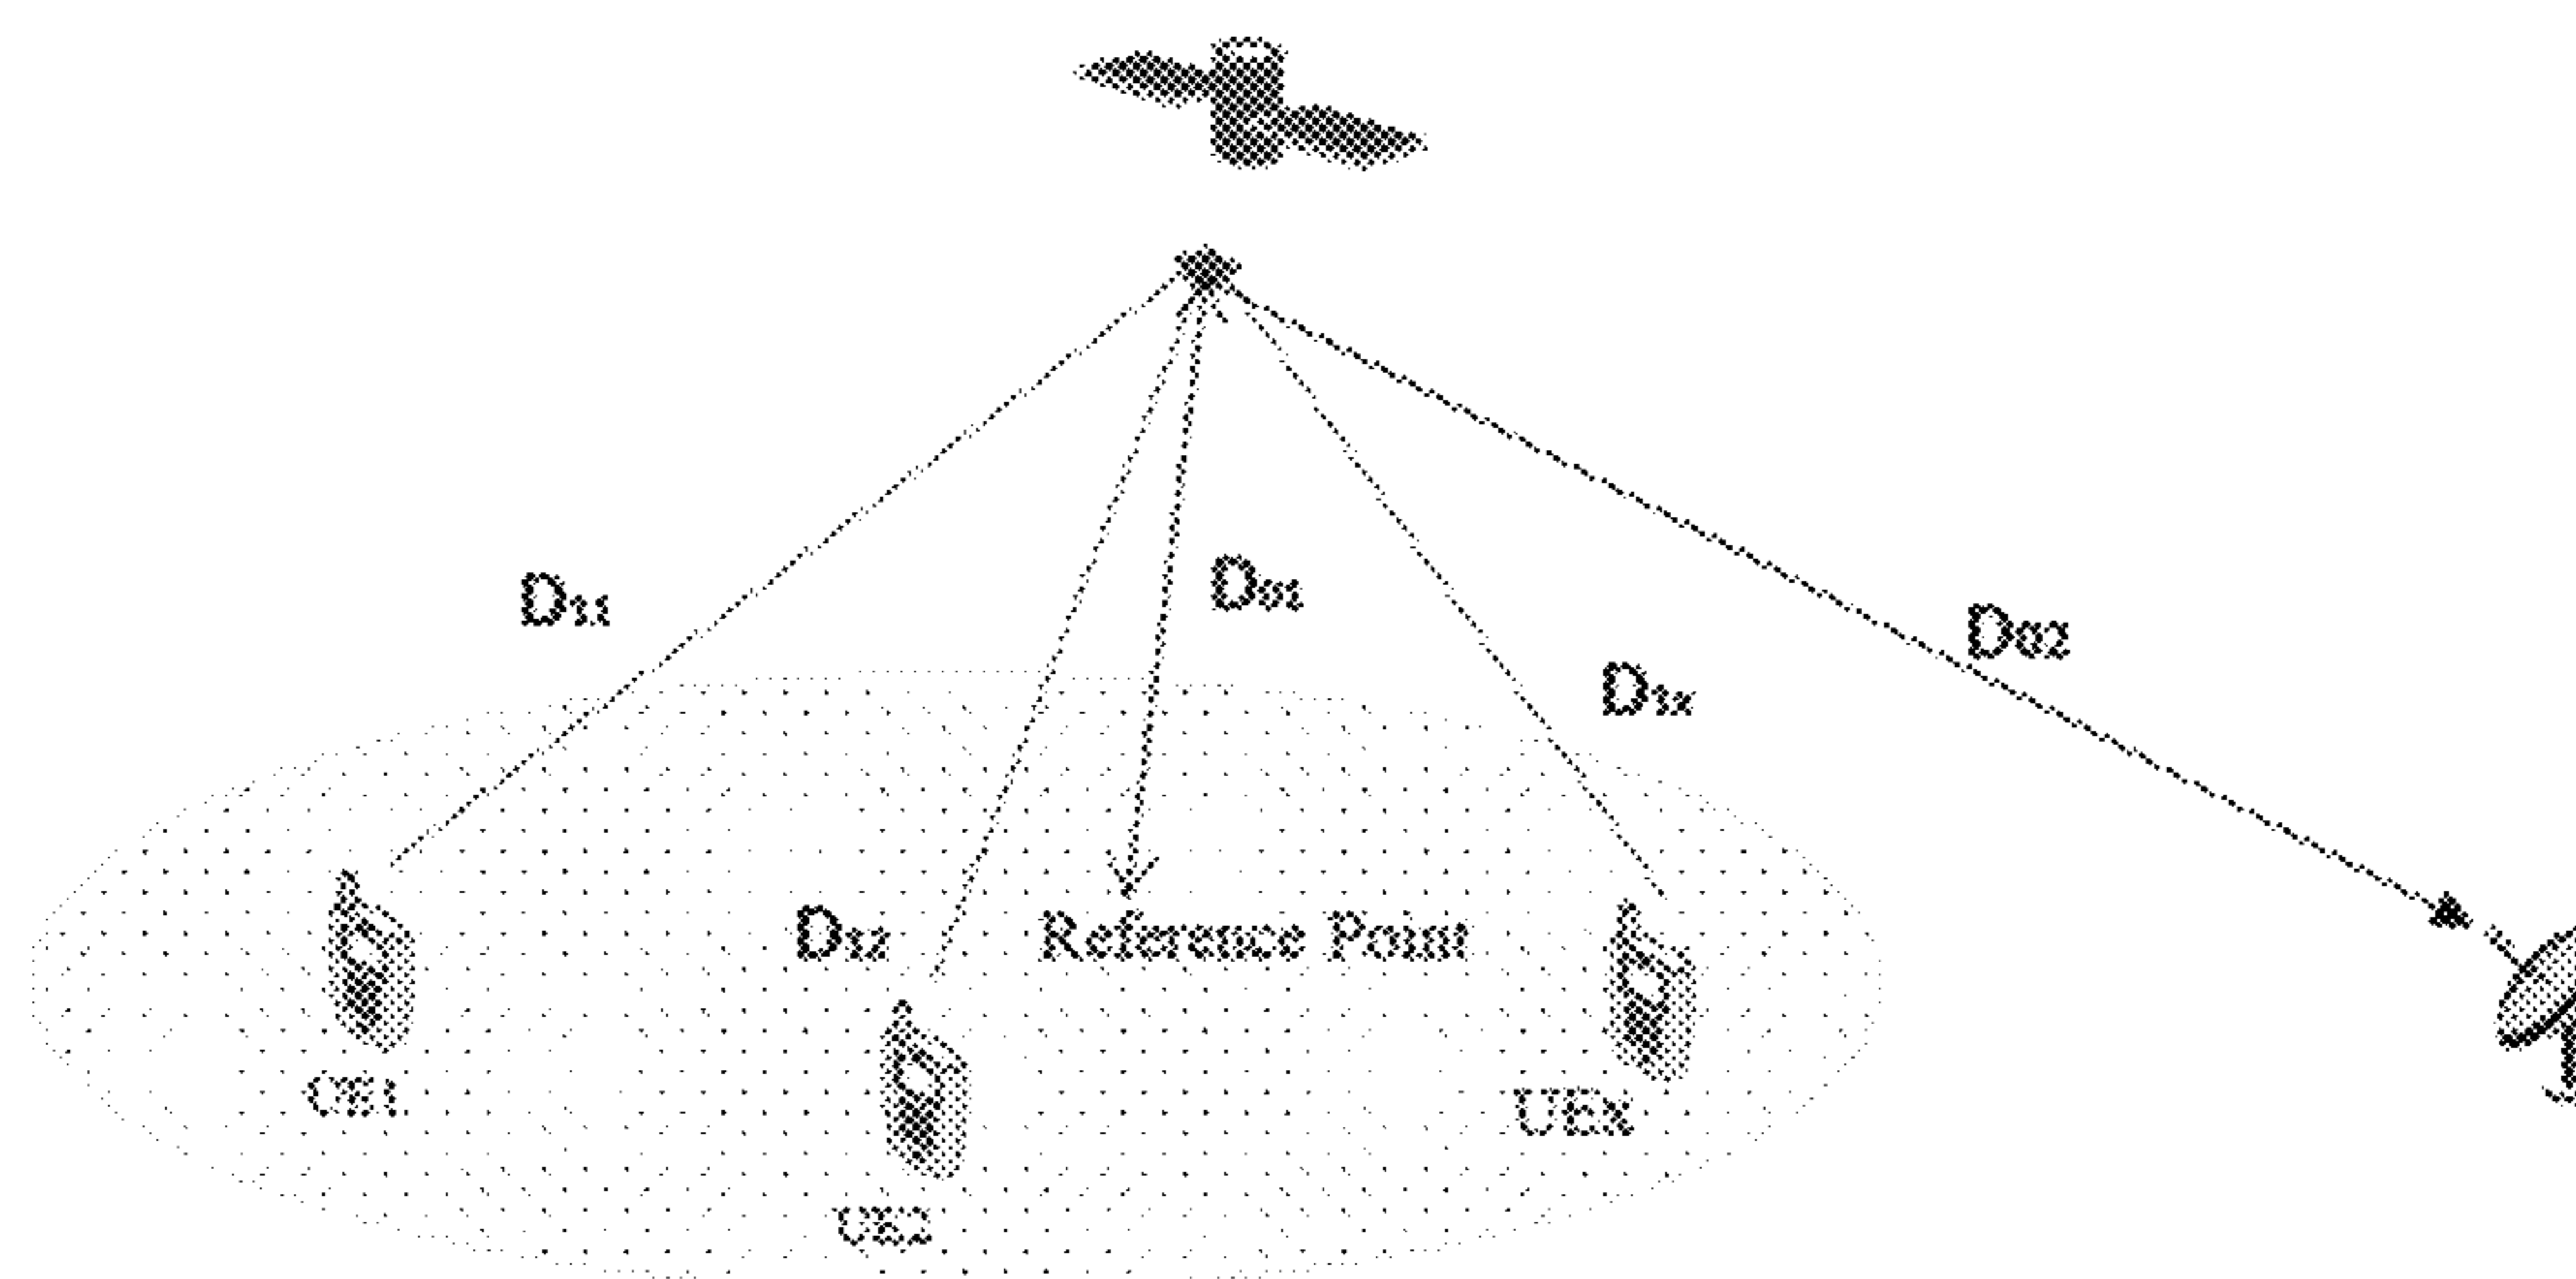 D11
D01
D02
D1x
D12
Reference Point
UE1
UEX
UE2